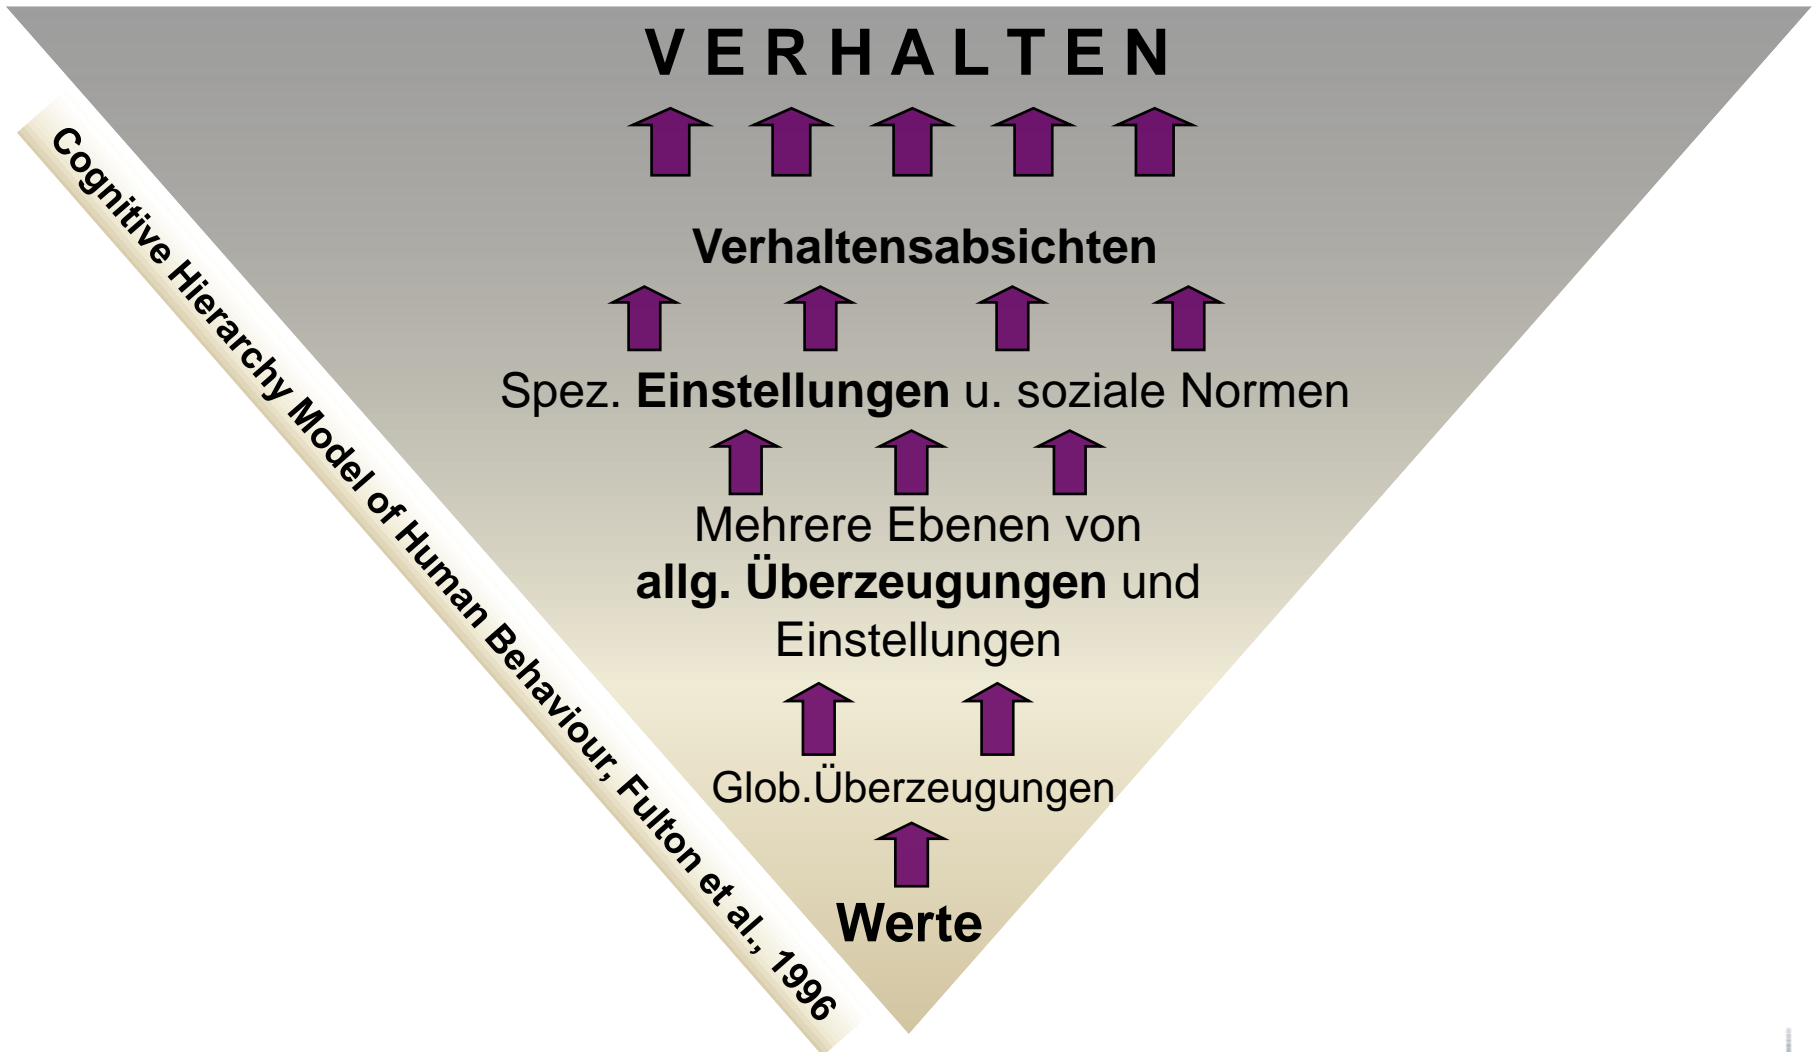 V E R H A L T E N
Verhaltensabsichten
Spez. Einstellungen u. soziale Normen
Mehrere Ebenen von
allg. Überzeugungen und
Einstellungen
Glob.Überzeugungen
Werte
Cognitive Hierarchy Model of Human Behaviour, Fulton et al., 1996